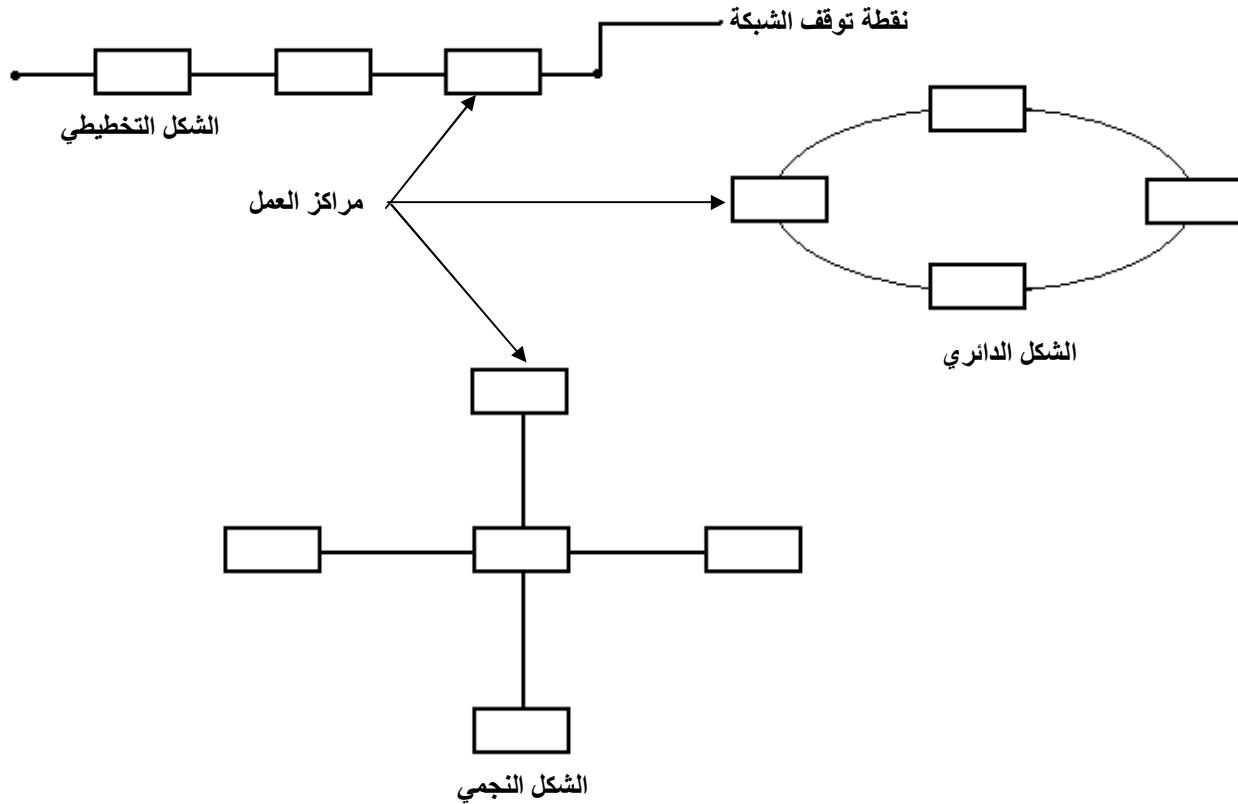 نقطة توقف الشبكة
الشكل التخطيطي
مراكز العمل
الشكل الدائري
الشكل النجمي